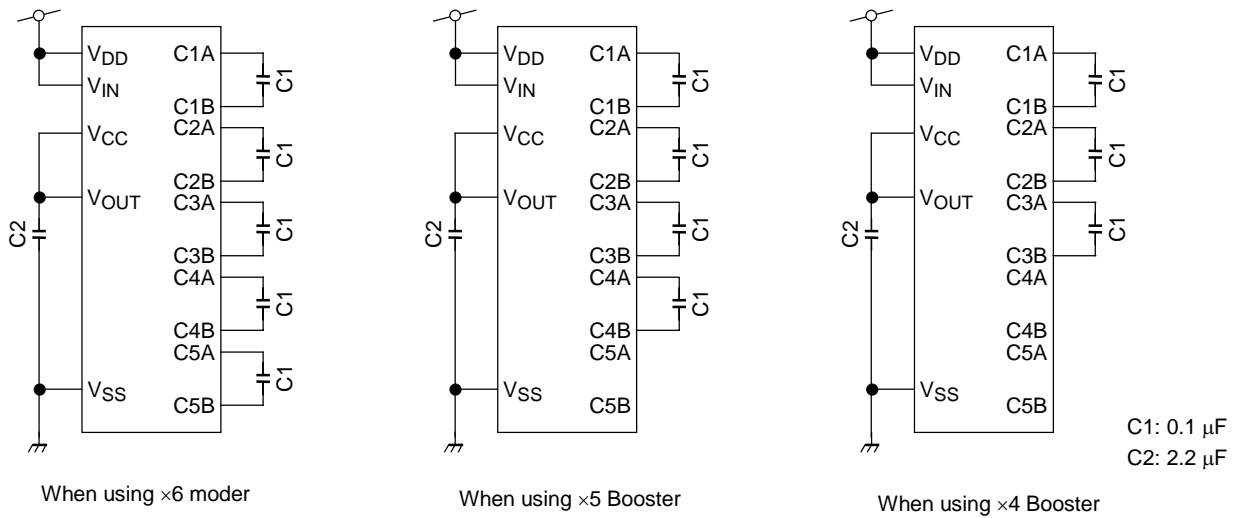 VDD
VIN
VCC
VOUT
VSS
C2
C1A
C1B
C2A
C2B
C3A
C3B
C4A
C4B
C5A
C5B
C1
C1
C1
C1
C1
When using ×6 moder
VDD
VIN
VCC
VOUT
VSS
C2
C1A
C1B
C2A
C2B
C3A
C3B
C4A
C4B
C5A
C5B
C1
C1
C1
C1
When using ×5 Booster
VDD
VIN
VCC
VOUT
VSS
C2
C1A
C1B
C2A
C2B
C3A
C3B
C4A
C4B
C5A
C5B
C1
C1
C1
When using ×4 Booster
C1: 0.1 μF
C2: 2.2 μF